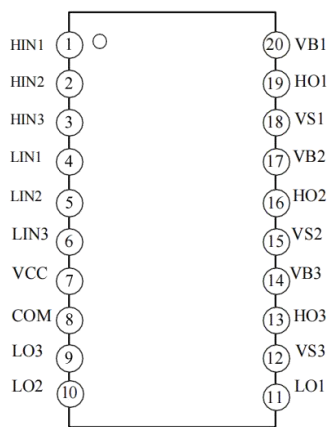 HIN1 1 20 VB1
HIN2 2 19 HO1
HIN3 3 18 VS1
LIN1 4 17 VB2
LIN2 5 16 HO2
LIN3 6 15 VS2
VCC 7 14 VB3
COM 8 13 HO3
LO3 9 12 VS3
LO2 10 11 LO1